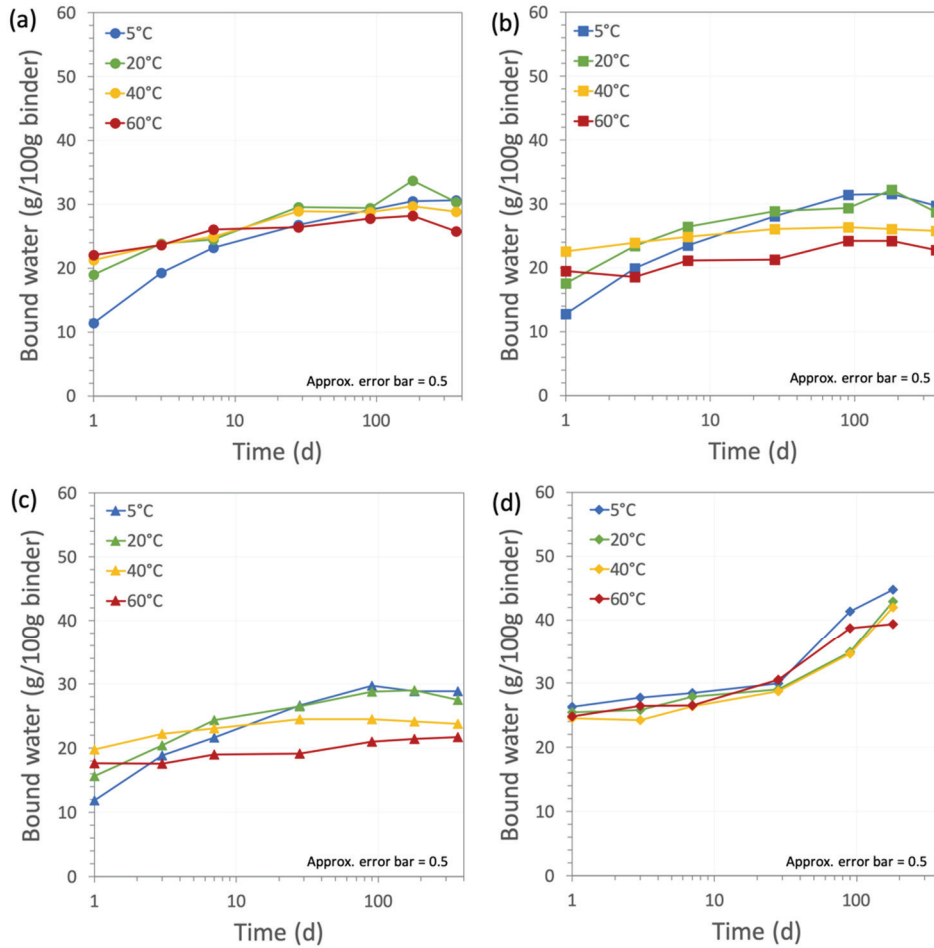 (a)
60
50
40
30
20
10
0
Bound water (g/100g binder)
5°C
20°C
40°C
60°C
Approx. error bar = 0.5
1
10
100
Time (d)
(b)
60
50
40
30
20
10
0
Bound water (g/100g binder)
5°C
20°C
40°C
60°C
Approx. error bar = 0.5
1
10
100
Time (d)
(c)
60
50
40
30
20
10
0
Bound water (g/100g binder)
5°C
20°C
40°C
60°C
Approx. error bar = 0.5
1
10
100
Time (d)
(d)
60
50
40
30
20
10
0
Bound water (g/100g binder)
5°C
20°C
40°C
60°C
Approx. error bar = 0.5
1
10
100
Time (d)